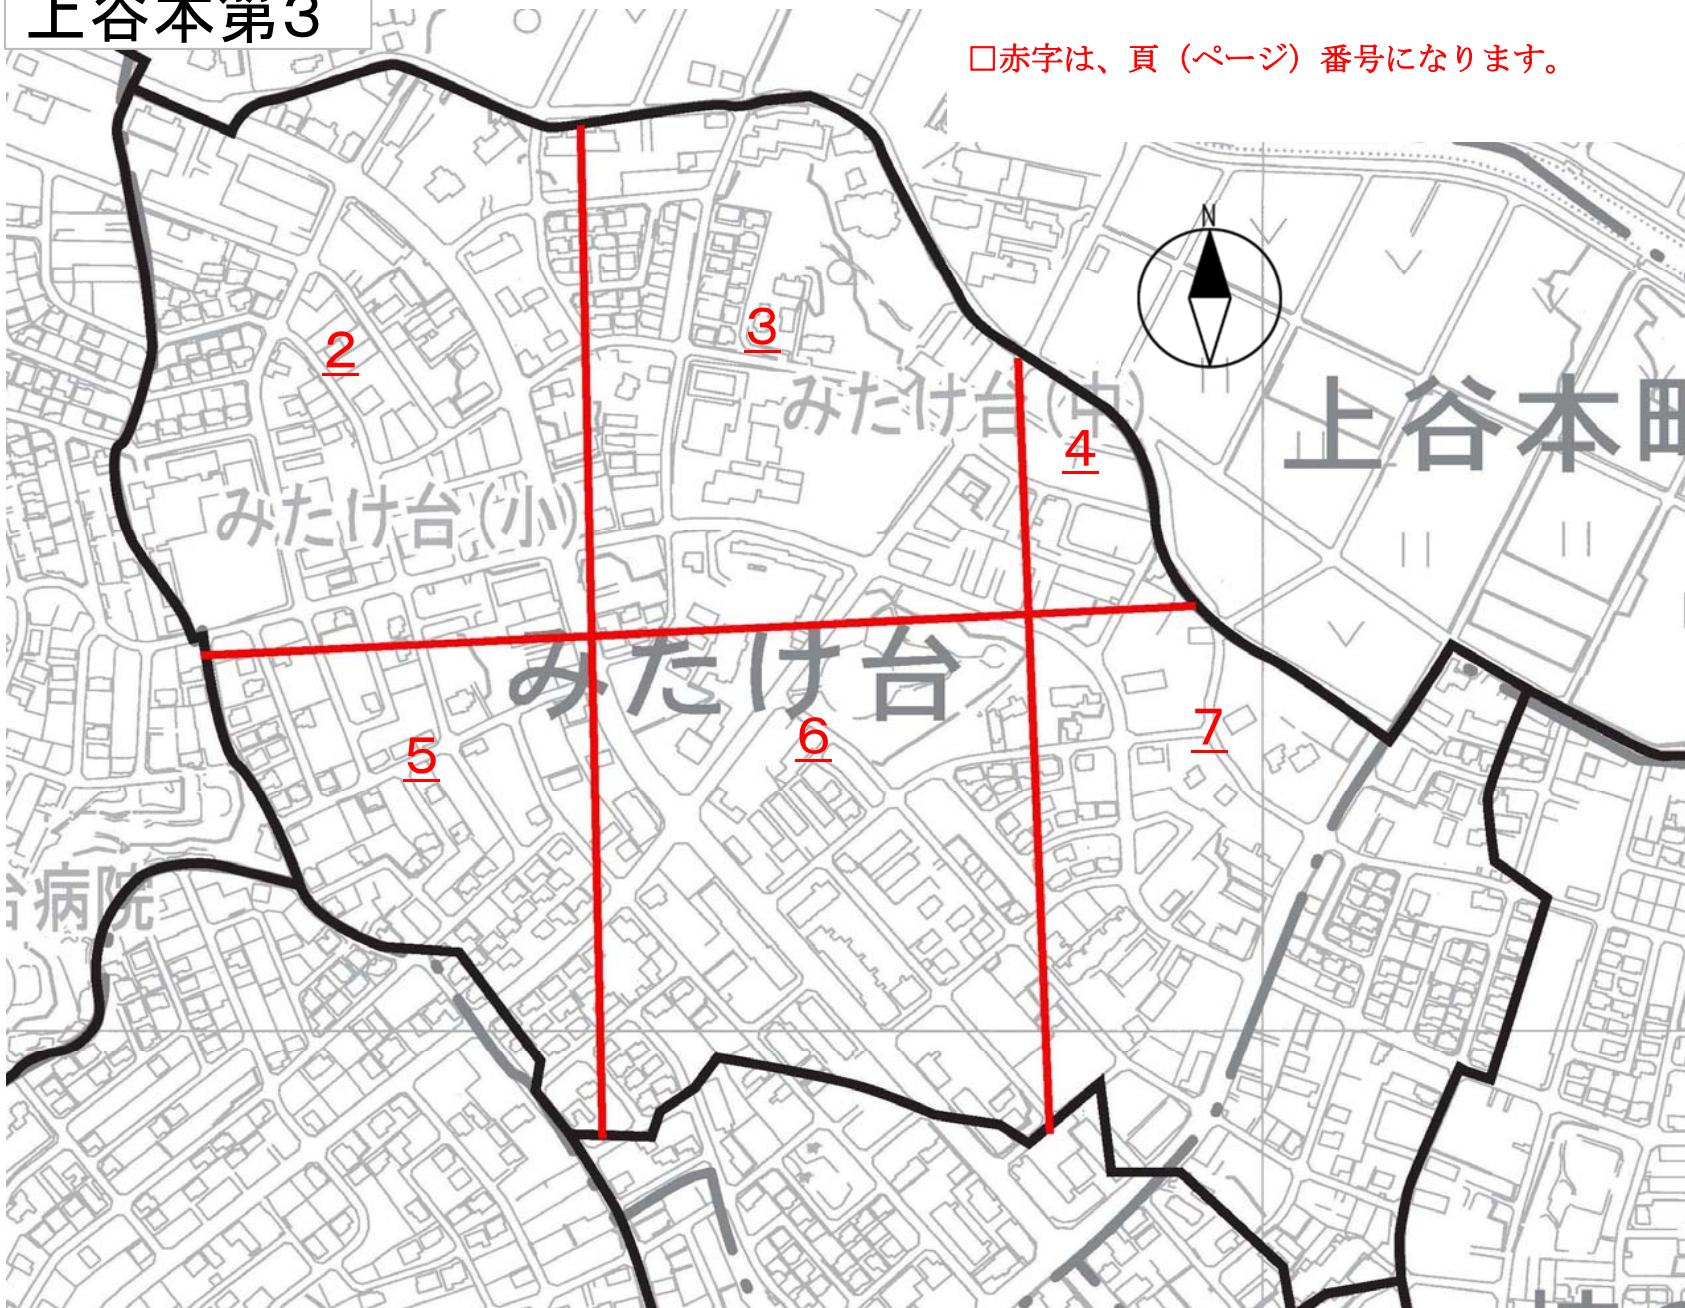 上谷本第3
□赤字は、頁（ページ）番号になります。
N
2
3
みたけ台(中)
4
上谷本町
みたけ台(小)
みたけ台
5
6
7
台病院